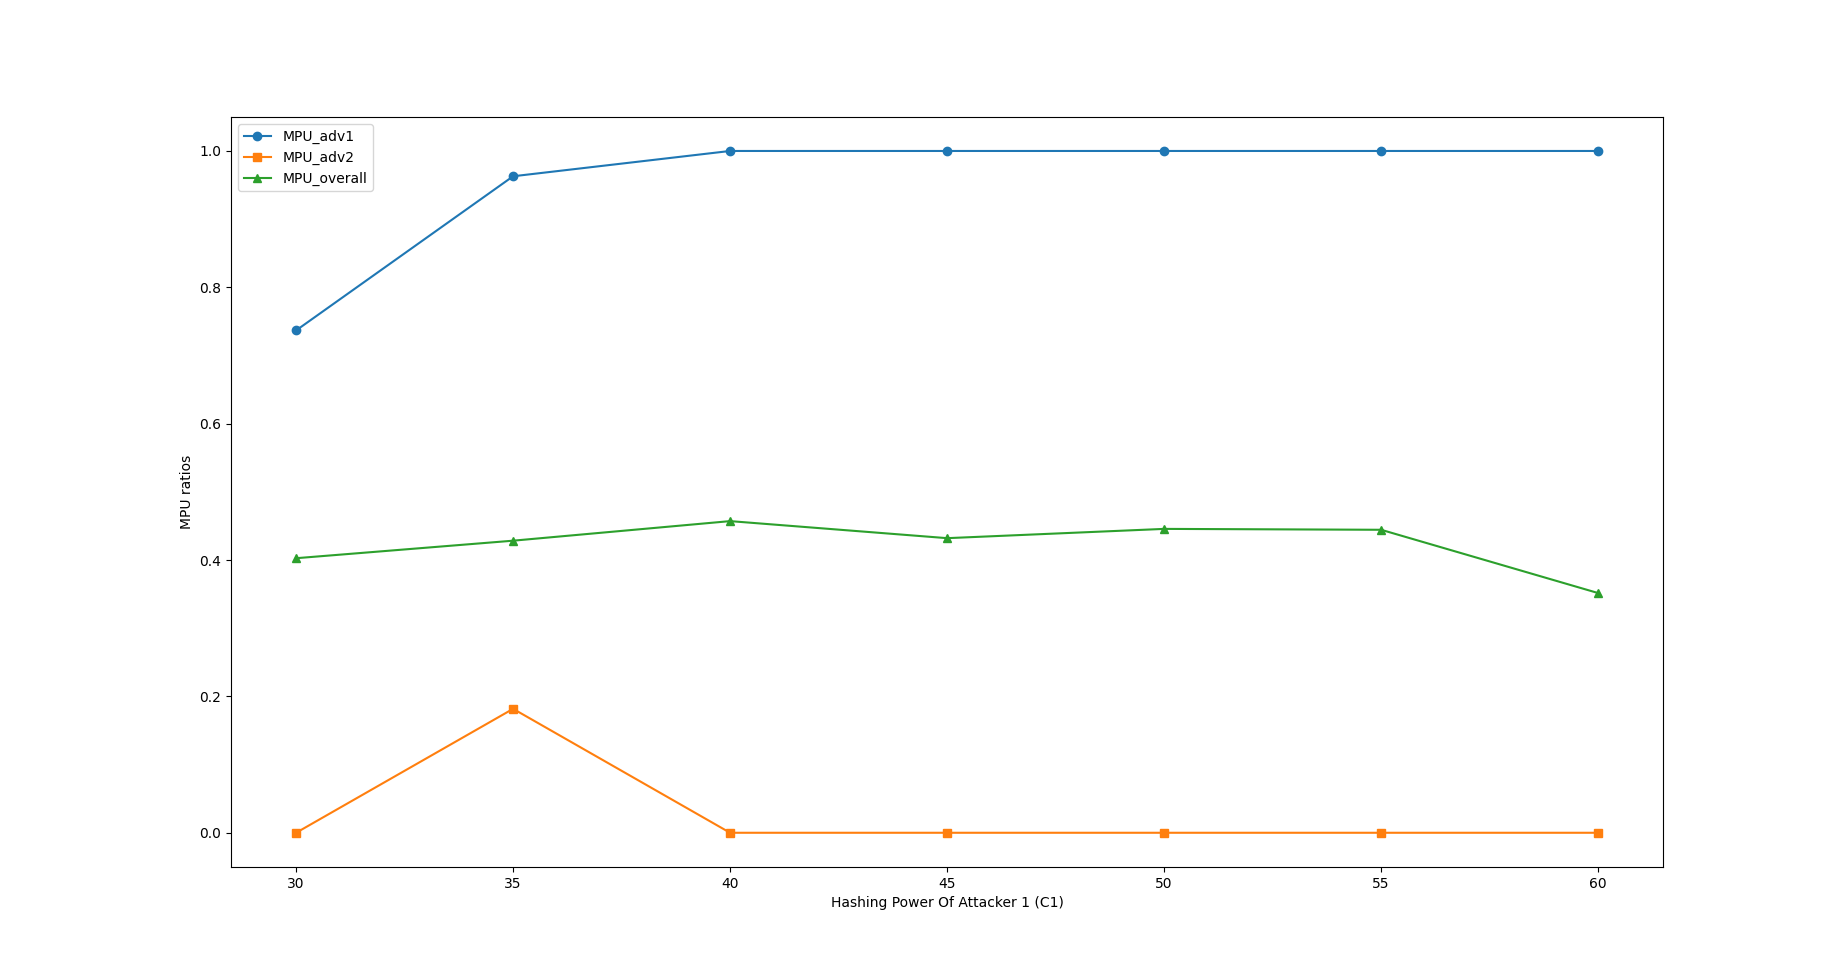 MPU_adv1
MPU_adv2
MPU_overall
1.0
0.8
0.6
0.4
0.2
0.0
MPU ratios
30 35 40 45 50 55 60
Hashing Power Of Attacker 1 (C1)